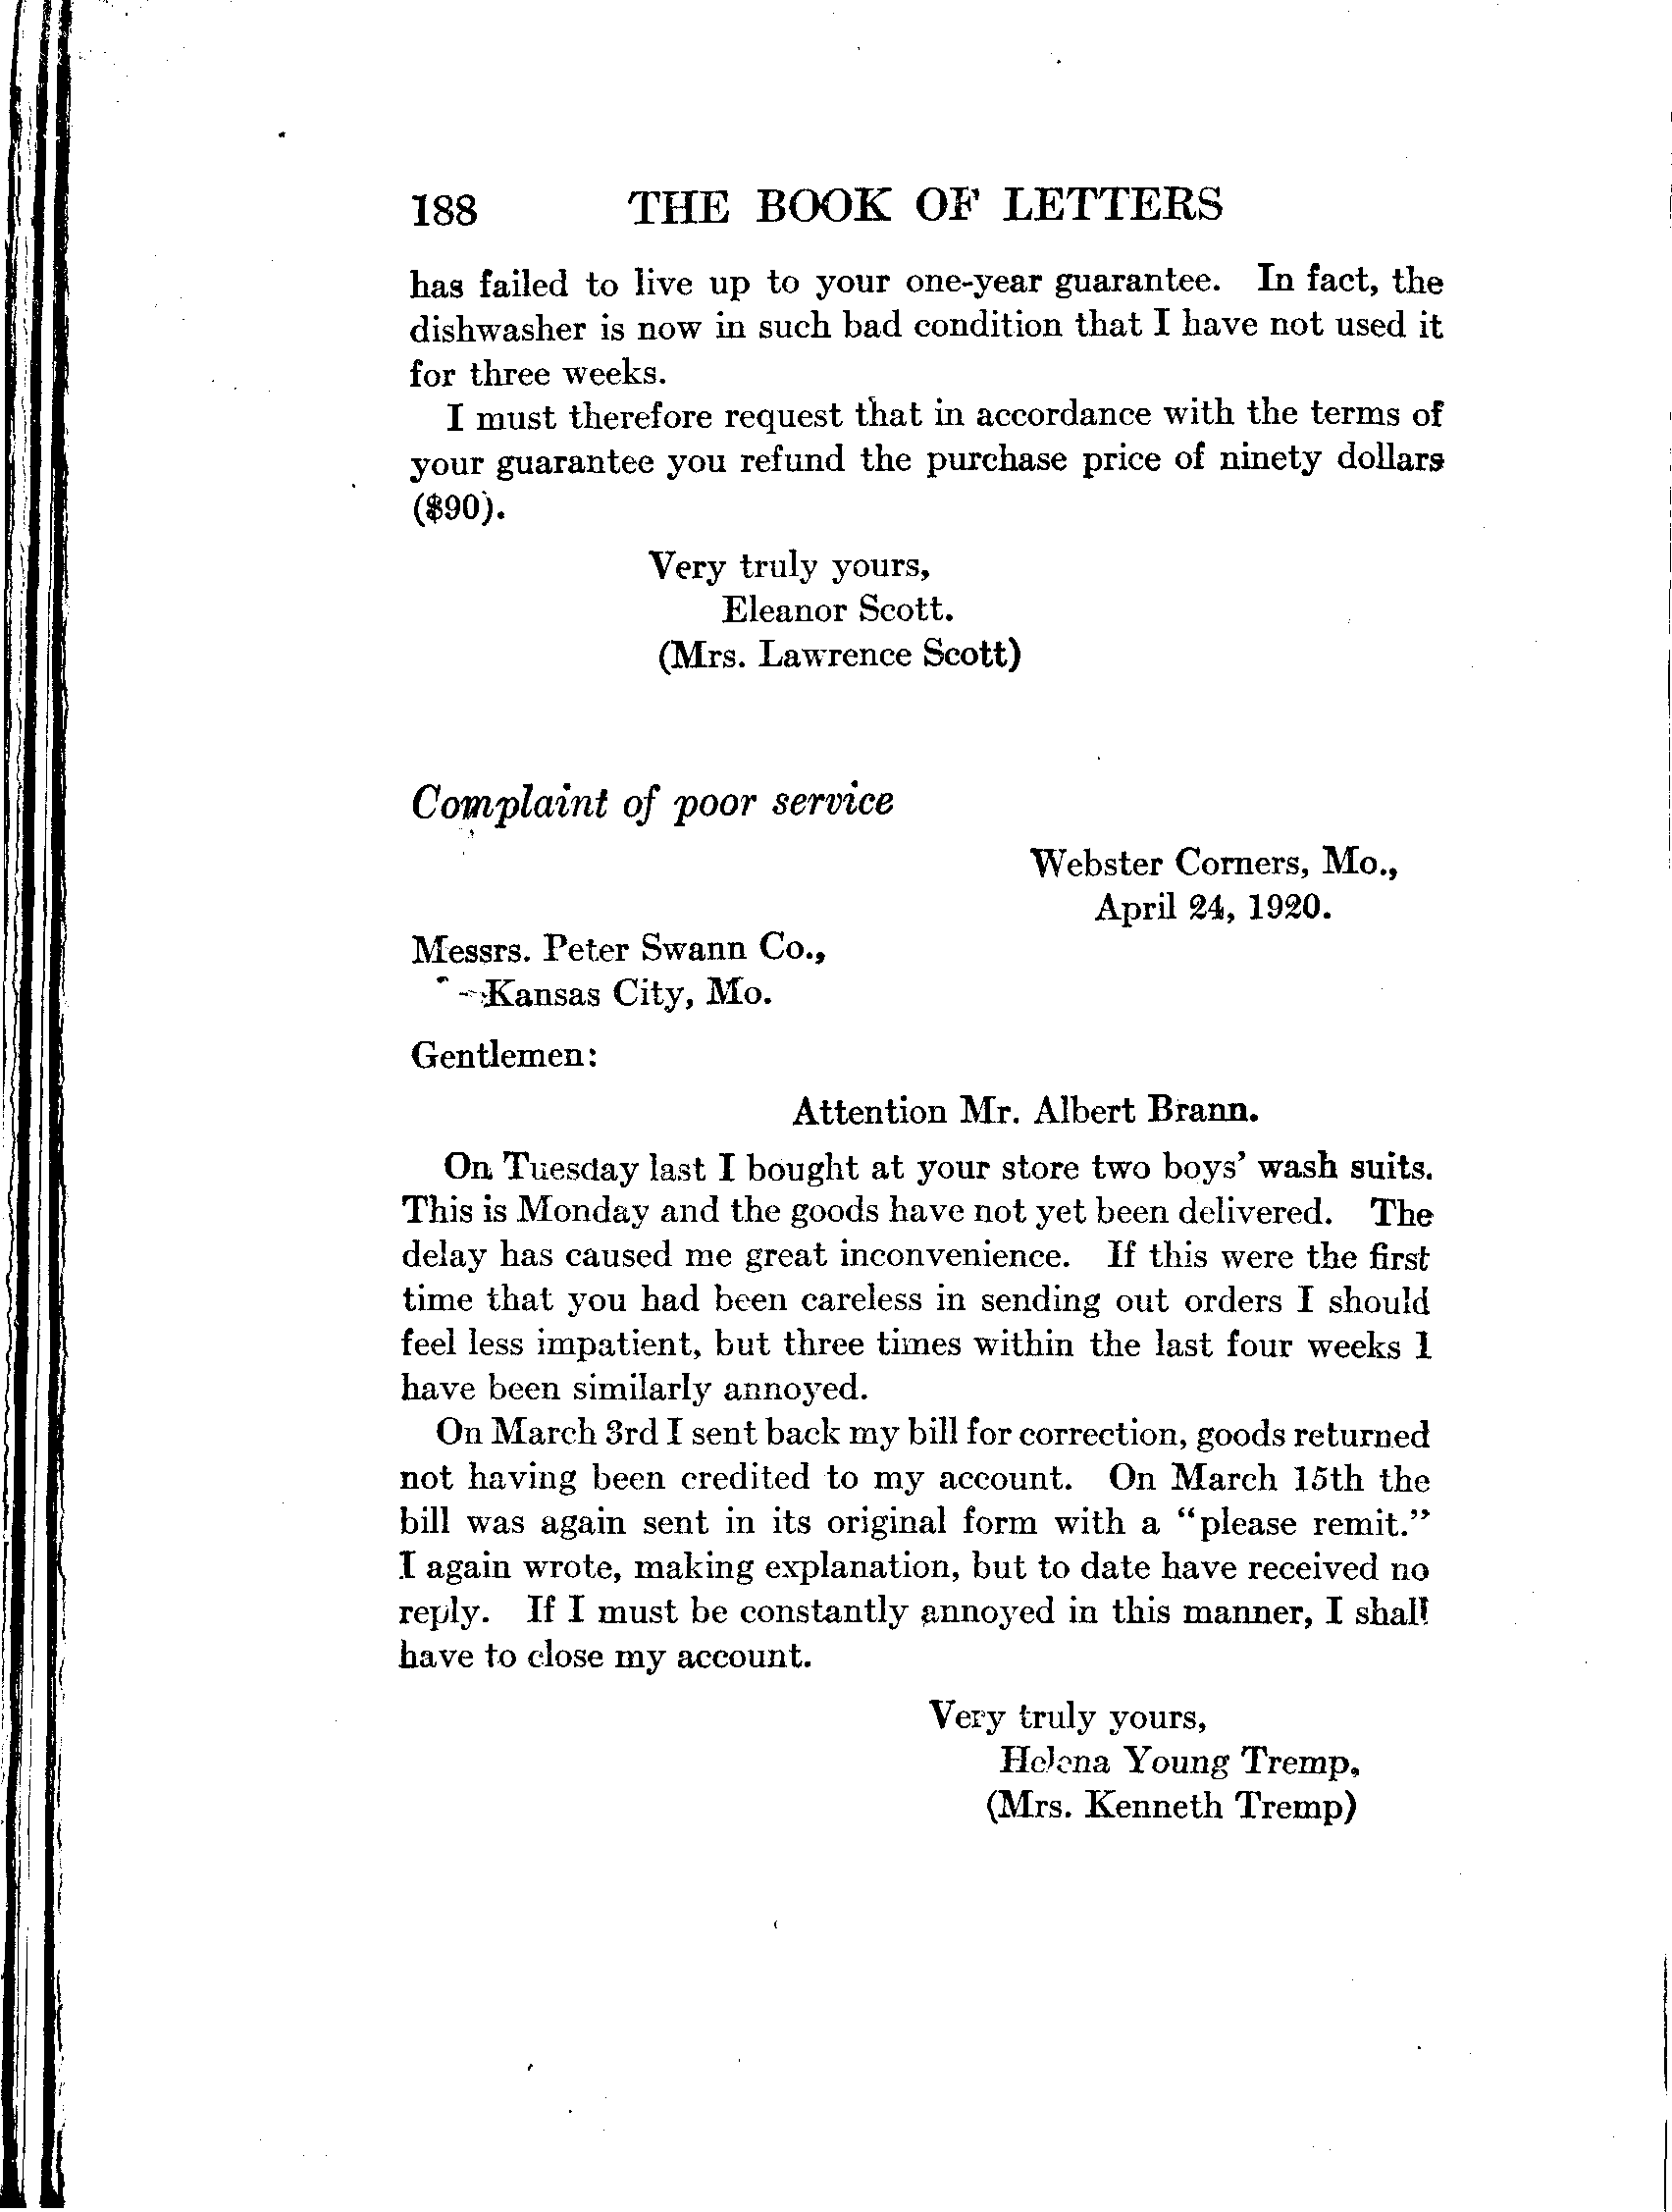 188 THE BOOK OF LETTERS
has failed to live up to your one-year guarantee. In fact, the
dishwasher is now in such bad condition that I have not used it
for three weeks.
I must therefore request that in accordance with the terms of
your guarantee you refund the purchase price of ninety dollars
($90).
Very truly yours,
Eleanor Scott.
(Mrs. Lawrence Scott)
Complaint of poor service
Webster Corners, Mo.,
April 24, 1920.
Messrs. Peter Swann Co.,
Kansas City, Mo.
Gentlemen:
Attention Mr. Albert Brann.
On Tuesday last I bought at your store two boys' wash suits.
This is Monday and the goods have not yet been delivered. The
delay has caused me great inconvenience. If this were the first
time that you had been careless in sending out orders I should
feel less impatient, but three times within the last four weeks I
have been similarly annoyed.
On March 3rd I sent back my bill for correction, goods returned
not having been credited to my account. On March 15th the
bill was again sent in its original form with a "please remit."
I again wrote, making explanation, but to date have received no
reply. If I must be constantly annoyed in this manner, I shall
have to close my account.
Very truly yours,
Helena Young Tremp.
(Mrs. Kenneth Tremp)